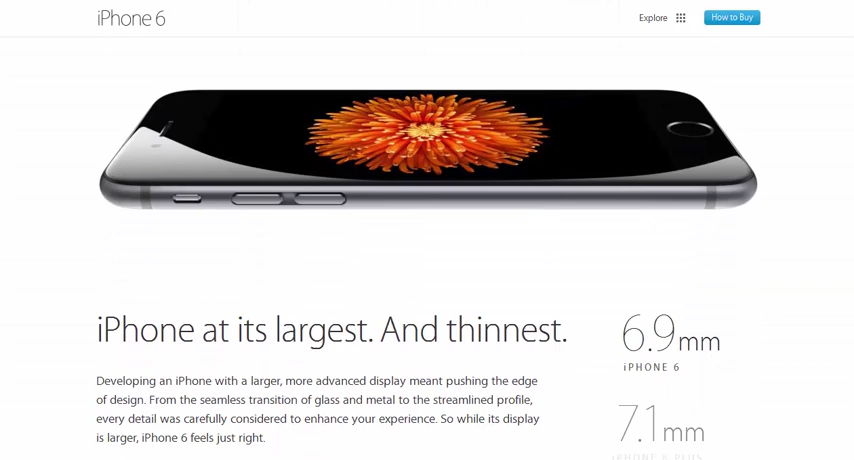 iPhone 6
Explore
How to Buy
iPhone at its largest. And thinnest.
Developing an iPhone with a larger, more advanced display meant pushing the edge
of design. From the seamless transition of glass and metal to the streamlined profile,
every detail was carefully considered to enhance your experience. So while its display
is larger, iPhone 6 feels just right.
6.9mm
iPHONE 6
7.1mm
iPHONE 6 PLUS